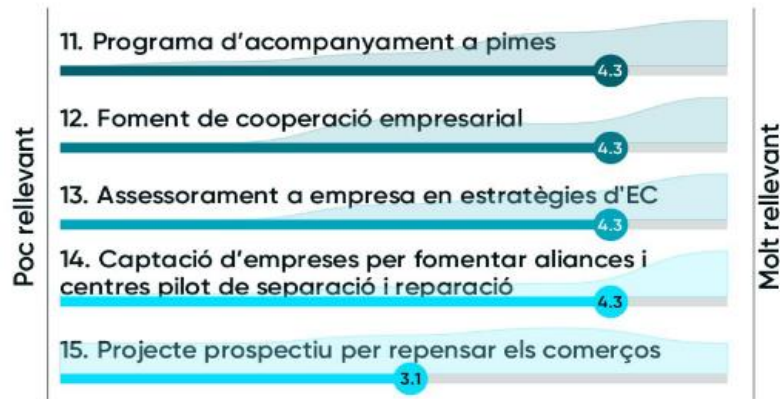 Poc rellevant
11. Programa d'acompanyament a pimes
4.3
12. Foment de cooperació empresarial
4.3
13. Assessorament a empresa en estratègies d'EC
4.3
14. Captació d'empreses per fomentar aliances i
centres pilot de separació i reparació
4.3
15. Projecte prospectiu per repensar els comerços
3.1
Molt rellevant